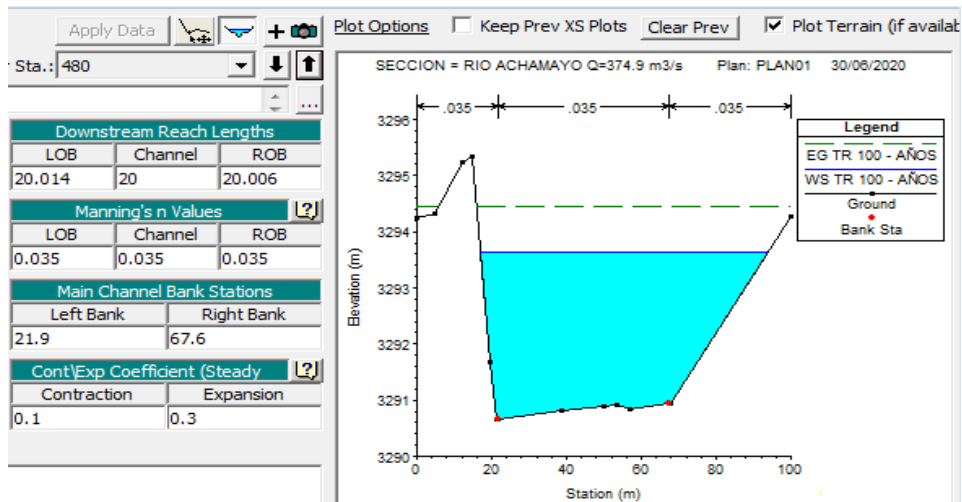 Apply Data
Plot Options Keep Prev XS Plots Clear Prev Plot Terrain (if availab
r Sta.: 480
...
Downstream Reach Lengths
LOB Channel ROB
20.014 20 20.006
Manning's n Values
LOB Channel ROB
0.035 0.035 0.035
Main Channel Bank Stations
Left Bank Right Bank
21.9 67.6
Cont\Exp Coefficient (Steady
Contraction Expansion
0.1 0.3
SECCION = RIO ACHAMAYO Q=374.9 m3/s Plan: PLAN01 30/06/2020
.035 .035 .035
3296
3295
3294
3293
3292
3291
3290
Elevation (m)
0 20 40 60 80 100
Station (m)
Legend
EG TR 100 - AÑOS
WS TR 100 - AÑOS
Ground
Bank Sta